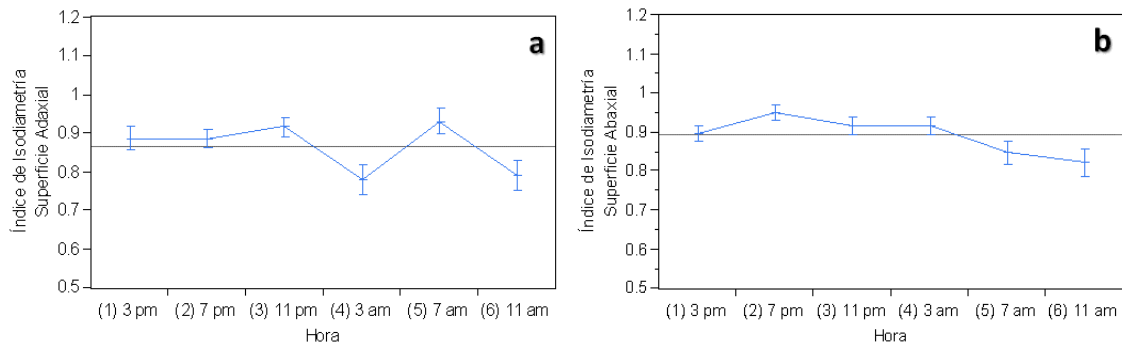 1.2
1.1
1
0.9
0.8
0.7
0.6
0.5
Índice de Isodiametría
Superficie Adaxial
a
(1) 3 pm (2) 7 pm (3) 11 pm (4) 3 am (5) 7 am (6) 11 am
Hora
1.2
1.1
1
0.9
0.8
0.7
0.6
0.5
Índice de Isodiametría
Superficie Abaxial
b
(1) 3 pm (2) 7 pm (3) 11 pm (4) 3 am (5) 7 am (6) 11 am
Hora